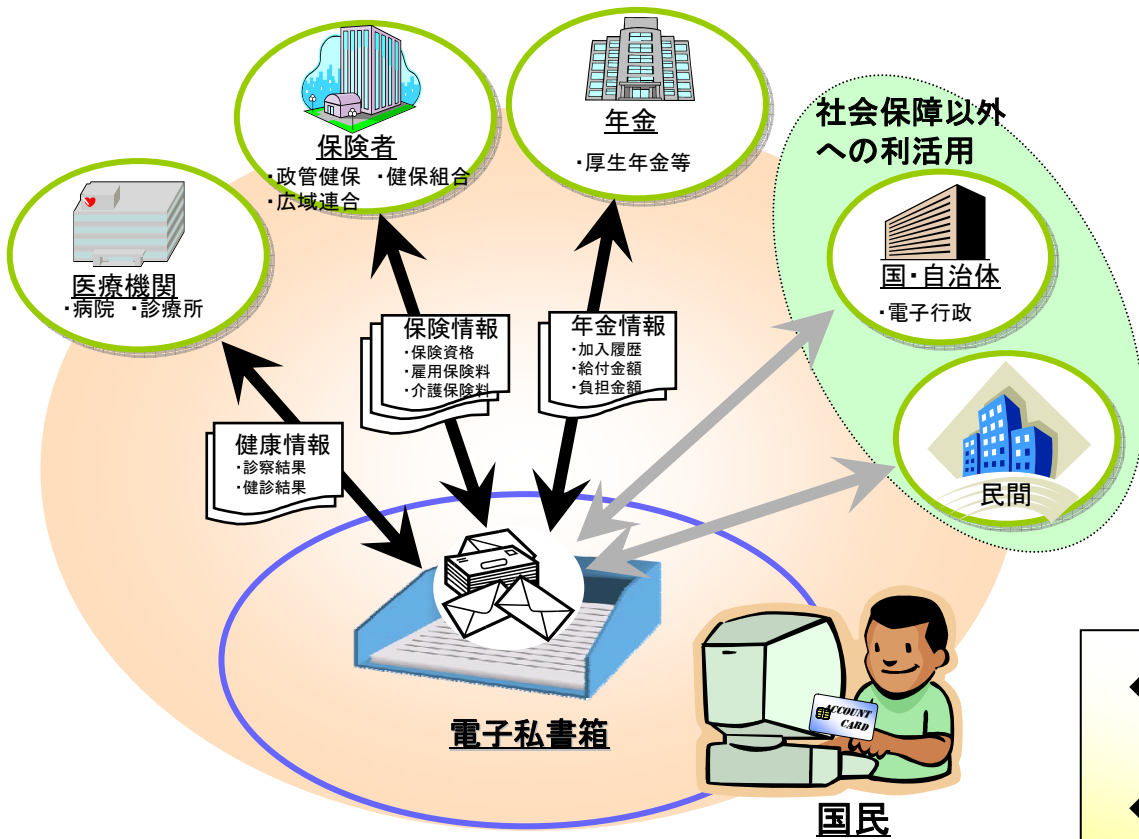 保険者
・政管健保 ・健保組合
・広域連合
年金
・厚生年金等
社会保障以外
への利活用
医療機関
・病院 ・診療所
国・自治体
・電子行政
民間
保険情報
・保険資格
・雇用保険料
・介護保険料
年金情報
・加入履歴
・給付金額
・負担金額
健康情報
・診察結果
・健診結果
電子私書箱
ACCOUNT
CARD
国民